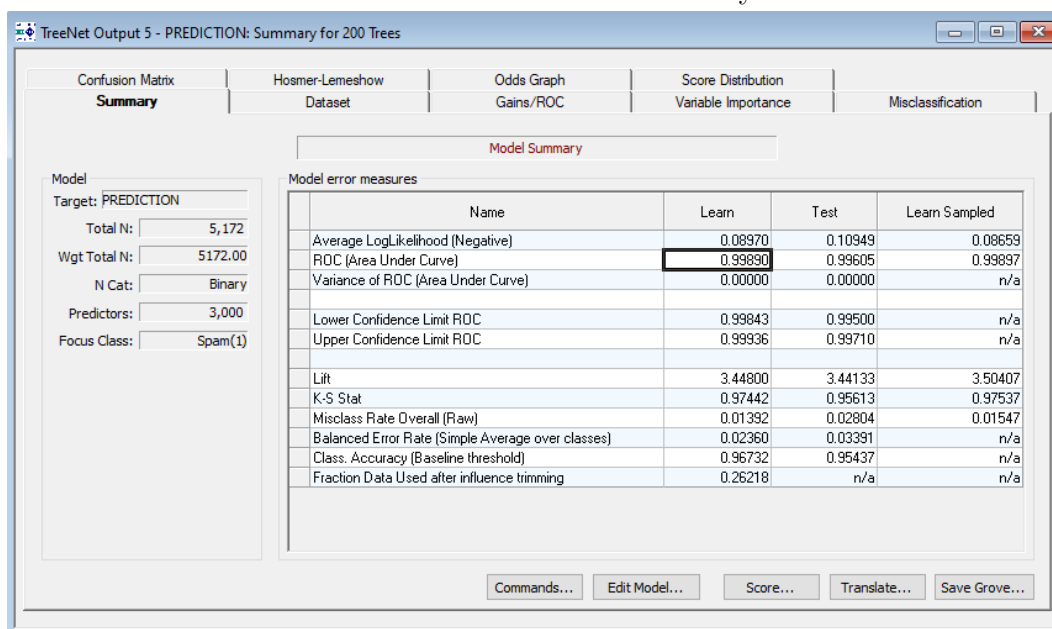 TreeNet Output 5 - PREDICTION: Summary for 200 Trees
Confusion Matrix Hosmer-Lemeshow Odds Graph Score Distribution
Summary Dataset Gains/ROC Variable Importance Misclassification
Model Summary
Model
Target: PREDICTION
Total N: 5,172
Wgt Total N: 5172.00
N Cat: Binary
Predictors: 3,000
Focus Class: Spam(1)
Model error measures
Name Learn Test Learn Sampled
Average LogLikelihood (Negative) 0.08970 0.10949 0.08659
ROC (Area Under Curve) 0.99890 0.99605 0.99897
Variance of ROC (Area Under Curve) 0.00000 0.00000 n/a
Lower Confidence Limit ROC 0.99843 0.99500 n/a
Upper Confidence Limit ROC 0.99936 0.99710 n/a
Lift 3.44800 3.44133 3.50407
K-S Stat 0.97442 0.95613 0.97537
Misclass Rate Overall (Raw) 0.01392 0.02804 0.01547
Balanced Error Rate (Simple Average over classes) 0.02360 0.03391 n/a
Class. Accuracy (Baseline threshold) 0.96732 0.95437 n/a
Fraction Data Used after influence trimming 0.26218 n/a n/a
Commands... Edit Model... Score... Translate... Save Grove...